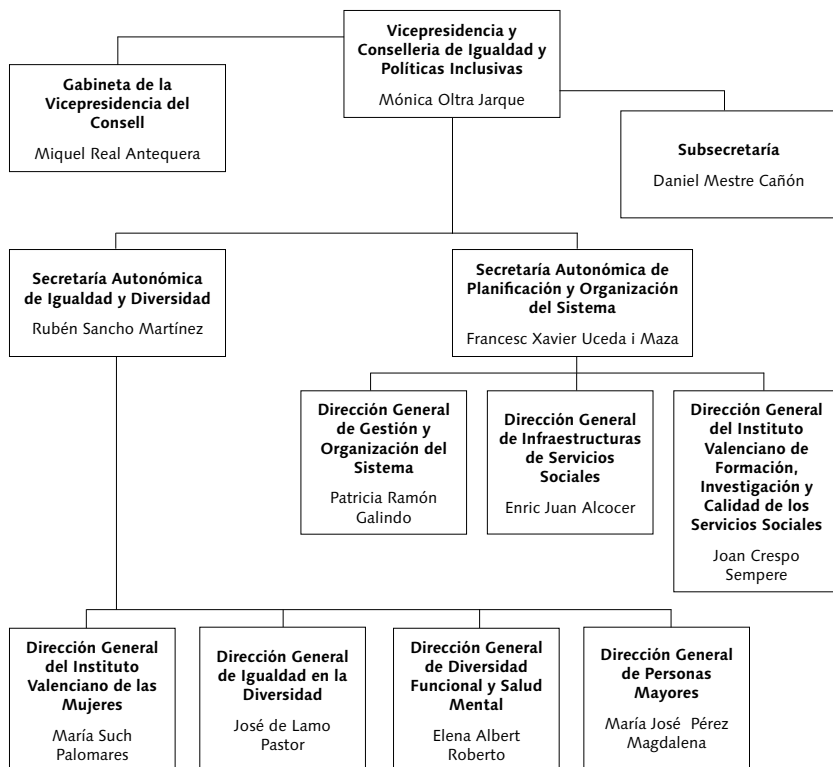 Vicepresidencia y
Conselleria de Igualdad y
Políticas Inclusivas
Mónica Oltra Jarque
Gabineta de la
Vicepresidencia del
Consell
Miquel Real Antequera
Subsecretaría
Daniel Mestre Cañón
Secretaría Autonómica
de Igualdad y Diversidad
Rubén Sancho Martínez
Secretaría Autonómica de
Planificación y Organización
del Sistema
Francesc Xavier Uceda i Maza
Dirección General
de Gestión y
Organización del
Sistema
Patricia Ramón
Galindo
Dirección General
de Infraestructuras
de Servicios
Sociales
Enric Juan Alcocer
Dirección General
del Instituto
Valenciano de
Formación,
Investigación y
Calidad de los
Servicios Sociales
Joan Crespo
Sempere
Dirección General
del Instituto
Valenciano de las
Mujeres
María Such
Palomares
Dirección General
de Igualdad en la
Diversidad
José de Lamo
Pastor
Dirección General
de Diversidad
Funcional y Salud
Mental
Elena Albert
Roberto
Dirección General
de Personas
Mayores
María José Pérez
Magdalena